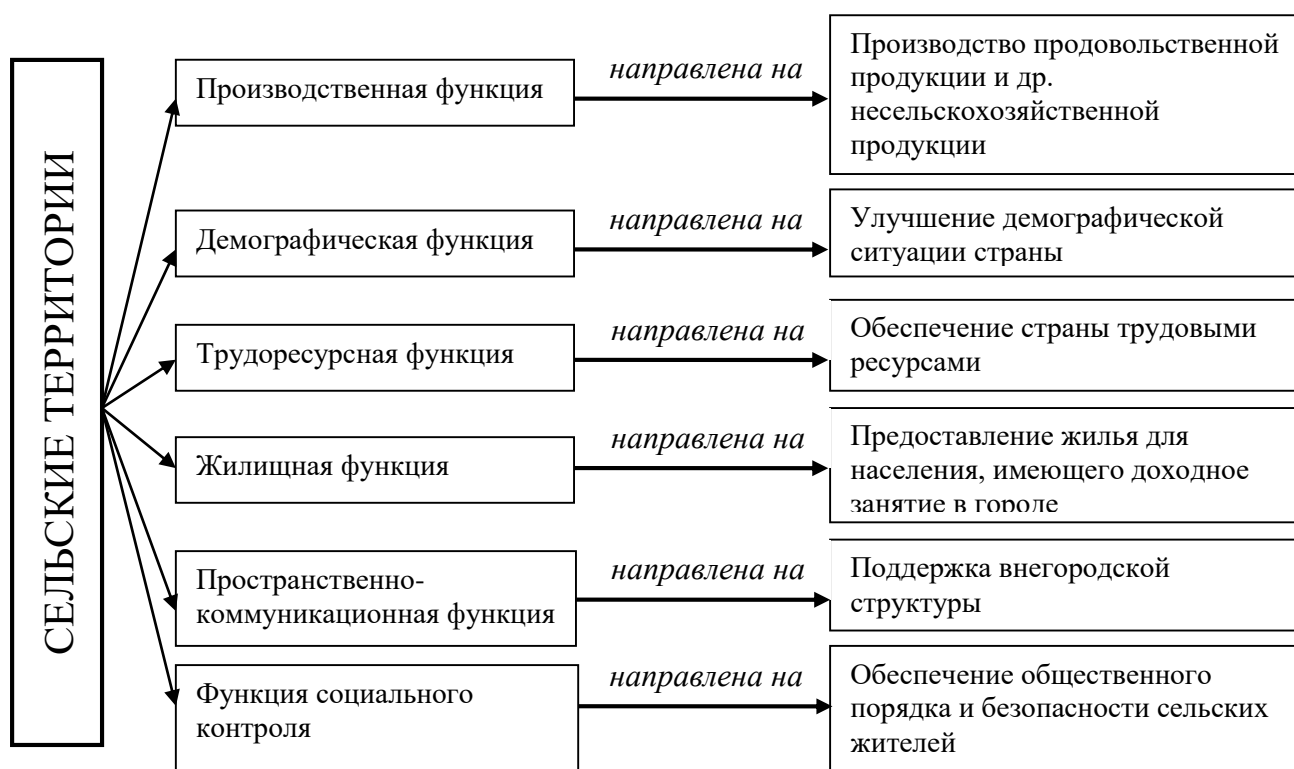 СЕЛЬСКИЕ ТЕРРИТОРИИ
Производственная функция
направлена на
Производство продовольственной
продукции и др.
несельскохозяйственной
продукции
Демографическая функция
направлена на
Улучшение демографической
ситуации страны
Трудоресурсная функция
направлена на
Обеспечение страны трудовыми
ресурсами
Жилищная функция
направлена на
Предоставление жилья для
населения, имеющего доходное
занятие в городе
Пространственно-
коммуникационная функция
направлена на
Поддержка внегородской
структуры
Функция социального
контроля
направлена на
Обеспечение общественного
порядка и безопасности сельских
жителей